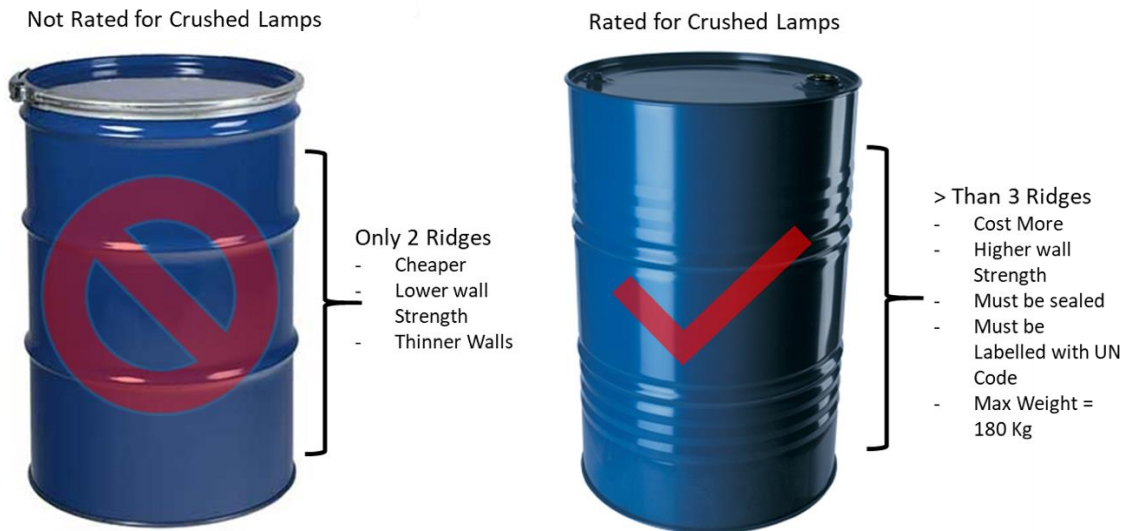 Not Rated for Crushed Lamps
Rated for Crushed Lamps
Only 2 Ridges
- Cheaper
- Lower wall
Strength
- Thinner Walls
> Than 3 Ridges
- Cost More
- Higher wall
Strength
- Must be sealed
- Must be
Labelled with UN
Code
- Max Weight =
180 Kg